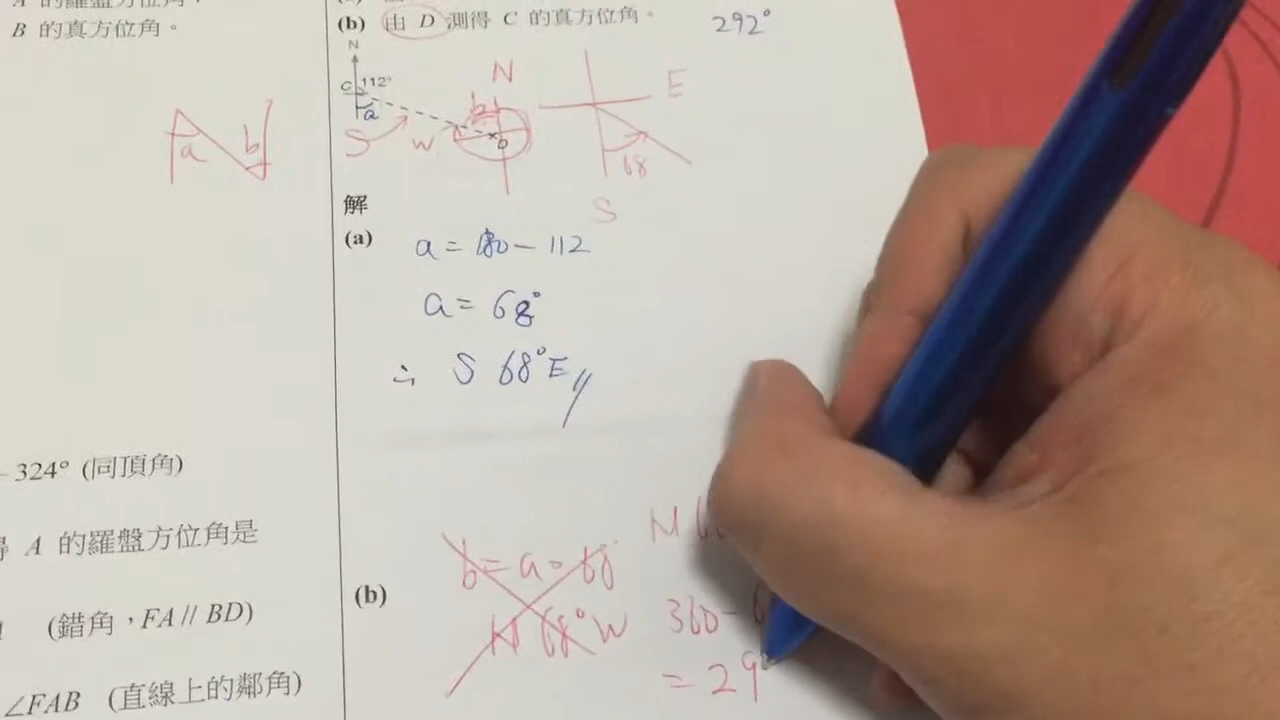 B 的真方位角。
a b
- 324° (同頂角)
A 的羅盤方位角是
(錯角，FA // BD)
∠FAB (直線上的鄰角)
(b) 由 D 測得 C 的真方位角。 292°
N
C 112°
a
S
W
N
b
D
E
68
S
解
(a) a = 180 - 112
a = 68°
∴ S 68° E
(b) b = a = 68°
N 68° W
N
360 -
= 29